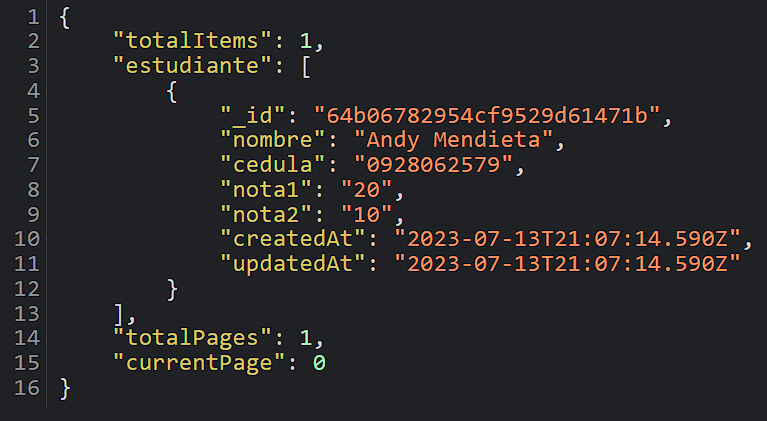 1 {
2     "totalItems": 1,
3     "estudiante": [
4         {
5             "_id": "64b06782954cf9529d61471b",
6             "nombre": "Andy Mendieta",
7             "cedula": "0928062579",
8             "nota1": "20",
9             "nota2": "10",
10             "createdAt": "2023-07-13T21:07:14.590Z",
11             "updatedAt": "2023-07-13T21:07:14.590Z"
12         }
13     ],
14     "totalPages": 1,
15     "currentPage": 0
16 }